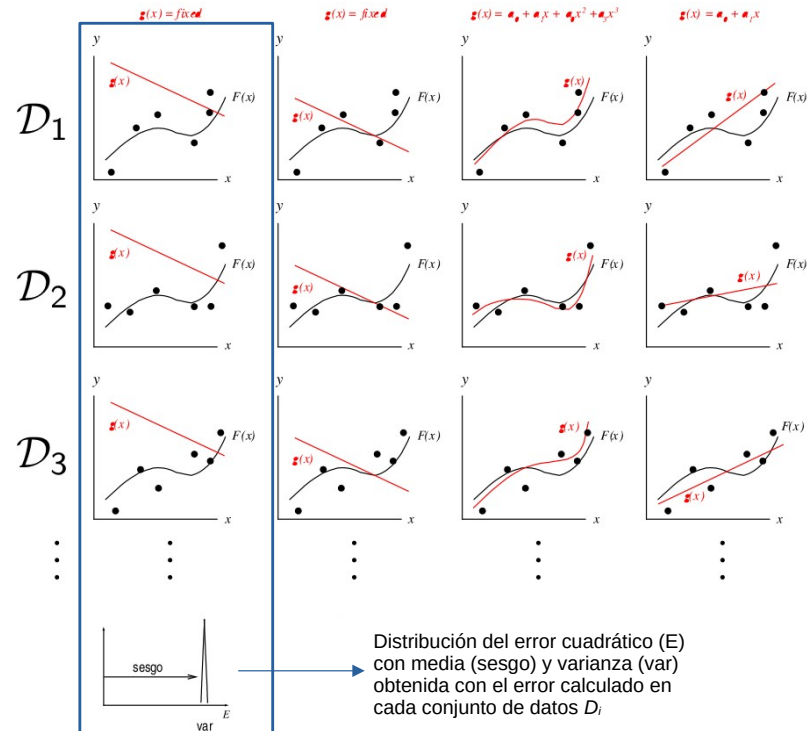 g(x) = fixed g(x) = fixed g(x) = a₀ + a₁x + a₂x² + a₃x³ g(x) = a₀ + a₁x
y y y y
g(x) F(x) g(x) F(x) g(x) F(x) g(x) F(x)
𝒟₁
x x x x
y y y y
g(x) F(x) g(x) F(x) g(x) F(x) g(x) F(x)
𝒟₂
x x x x
y y y y
g(x) F(x) g(x) F(x) g(x) F(x) g(x) F(x)
𝒟₃
x x x x
sesgo
E
var
Distribución del error cuadrático (E)
con media (sesgo) y varianza (var)
obtenida con el error calculado en
cada conjunto de datos Dᵢ